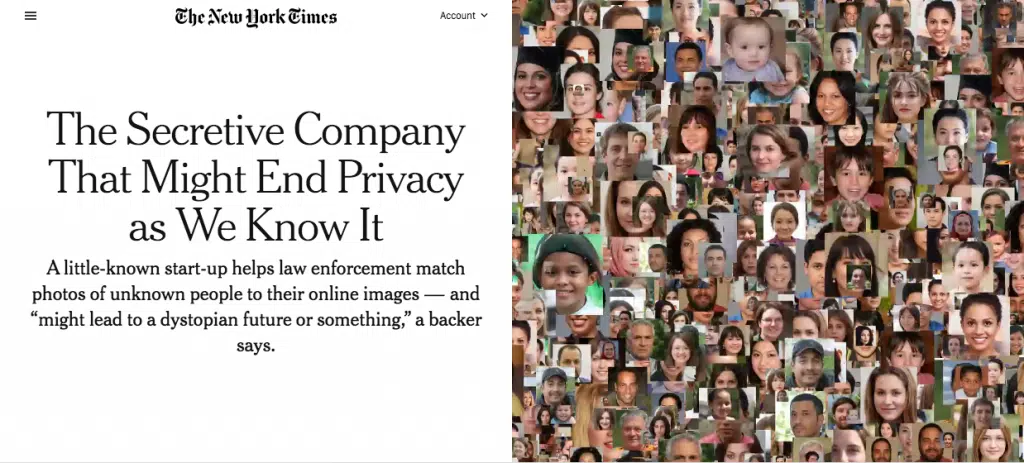 The New York Times
Account
The Secretive Company
That Might End Privacy
as We Know It
A little-known start-up helps law enforcement match
photos of unknown people to their online images — and
“might lead to a dystopian future or something,” a backer
says.